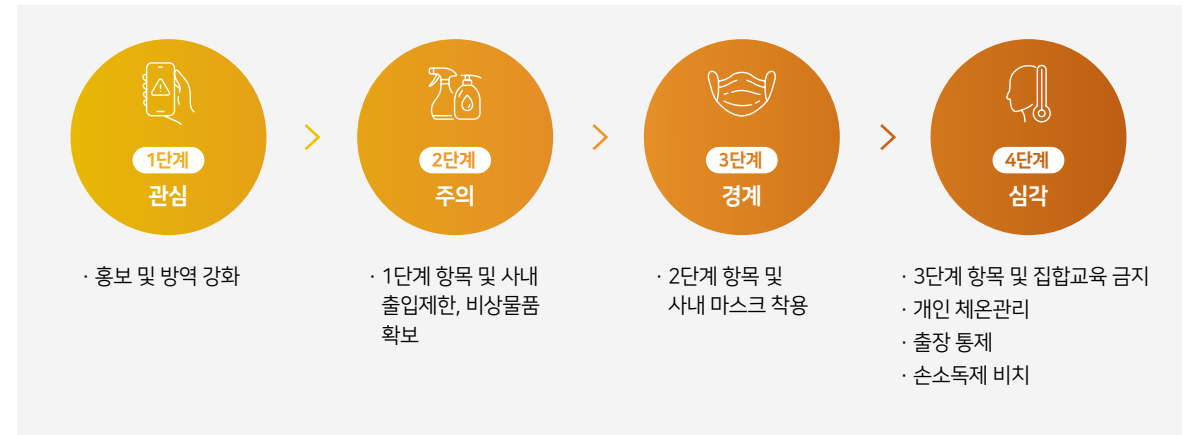 1단계
관심
· 홍보 및 방역 강화
2단계
주의
· 1단계 항목 및 사내
출입제한, 비상물품
확보
3단계
경계
· 2단계 항목 및
사내 마스크 착용
4단계
심각
· 3단계 항목 및 집합교육 금지
· 개인 체온관리
· 출장 통제
· 손소독제 비치